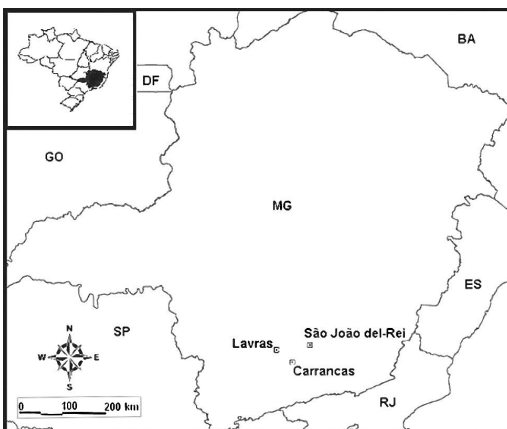 BA
DF
GO
MG
ES
São João del-Rei
SP
Lavras
Carrancas
N
W E
S
RJ
0 100 200 km